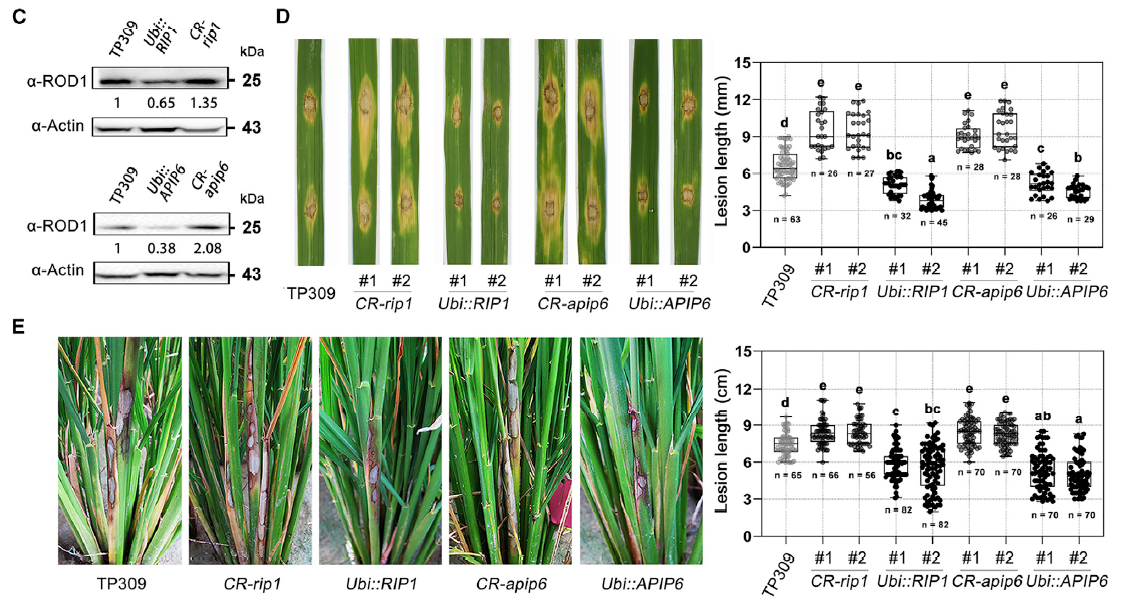 C
TP309
Ubi::
RIP1
CR-
rip1
kDa
α-ROD1
25
1 0.65 1.35
α-Actin
43
TP309
Ubi::
APIP6
CR-
apip6
kDa
α-ROD1
25
1 0.38 2.08
α-Actin
43
D
#1 #2 #1 #2 #1 #2 #1 #2
TP309 CR-rip1 Ubi::RIP1 CR-apip6 Ubi::APIP6
Lesion length (mm)
15
12
9
6
3
0
d e e bc a e e c b
n = 63 n = 26 n = 27 n = 32 n = 45 n = 28 n = 28 n = 26 n = 29
#1 #2 #1 #2 #1 #2 #1 #2
TP309 CR-rip1 Ubi::RIP1 CR-apip6 Ubi::APIP6
E
TP309 CR-rip1 Ubi::RIP1 CR-apip6 Ubi::APIP6
Lesion length (cm)
15
12
9
6
3
0
d e e c bc e e ab a
n = 65 n = 66 n = 56 n = 82 n = 82 n = 70 n = 70 n = 70 n = 70
#1 #2 #1 #2 #1 #2 #1 #2
TP309 CR-rip1 Ubi::RIP1 CR-apip6 Ubi::APIP6